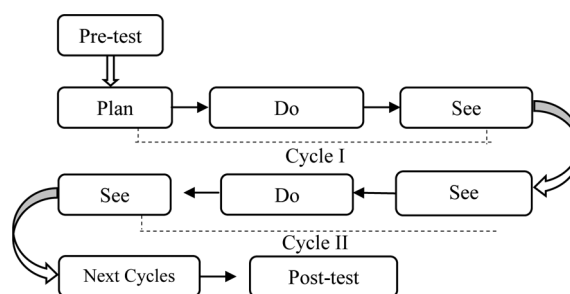 Pre-test
Plan
Do
See
Cycle I
See
Do
See
Cycle II
Next Cycles
Post-test